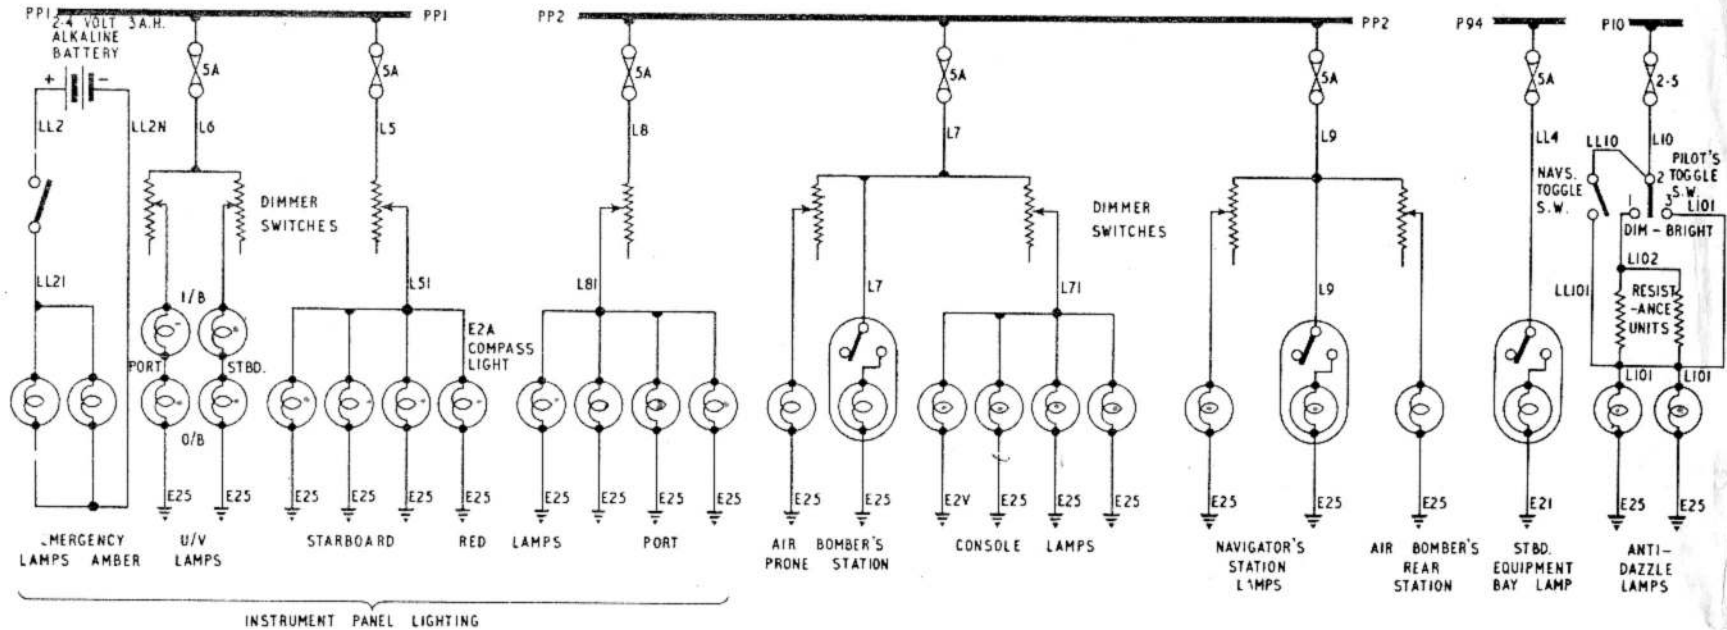 PP1
PP1
PP2
PP2
P94
P10
2-4 VOLT 3A.H.
ALKALINE
BATTERY
+
-
5A
5A
5A
5A
5A
5A
2-5
LL2
LL2N
L6
L5
L8
L7
L9
LL4
LL10
L10
NAVS.
TOGGLE
S.W.
PILOT'S
TOGGLE
S.W.
2
1
3
L101
DIM-BRIGHT
DIMMER
SWITCHES
DIMMER
SWITCHES
LL21
L51
L81
L7
L71
L9
L102
LL101
RESIST
-ANCE
UNITS
I/B
PORT
STBD.
O/B
E2A
COMPASS
LIGHT
L101
L101
E25
E25
E25
E25
E25
E25
E25
E25
E25
E25
E25
E25
E2V
E25
E25
E25
E25
E25
E25
E21
E25
E25
MERGENCY
LAMPS AMBER
U/V
LAMPS
STARBOARD RED LAMPS PORT
AIR BOMBER'S
PRONE STATION
CONSOLE LAMPS
NAVIGATOR'S
STATION
LAMPS
AIR BOMBER'S
REAR
STATION
STBD.
EQUIPMENT
BAY LAMP
ANTI-
DAZZLE
LAMPS
INSTRUMENT PANEL LIGHTING